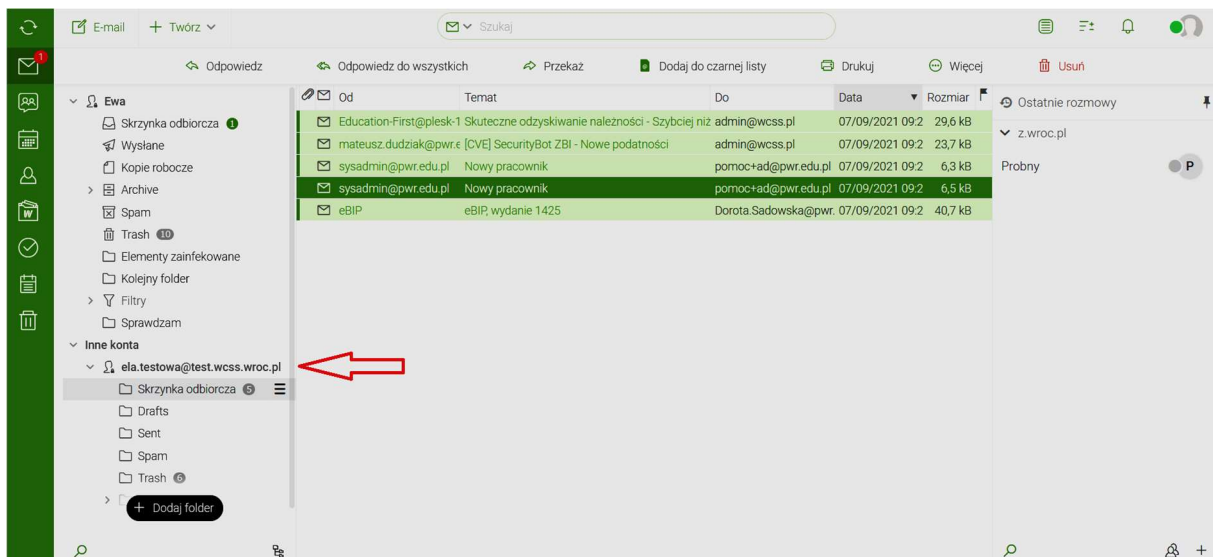 E-mail + Twórz Szukaj
1
Odpowiedz Odpowiedz do wszystkich Przekaż Dodaj do czarnej listy Drukuj Więcej Usuń
Ewa
Skrzynka odbiorcza 1
Wysłane
Kopie robocze
Archive
Spam
Trash 10
Elementy zainfekowane
Kolejny folder
Filtry
Sprawdzam
Inne konta
ela.testowa@test.wcss.wroc.pl
Skrzynka odbiorcza 5
Drafts
Sent
Spam
Trash 6
+ Dodaj folder
Od Temat Do Data Rozmiar
Education-First@plesk-1 Skuteczne odzyskiwanie należności - Szybciej niż admin@wcss.pl 07/09/2021 09:2 29,6 kB
mateusz.dudziak@pwr.e [CVE] SecurityBot ZBI - Nowe podatności admin@wcss.pl 07/09/2021 09:2 23,7 kB
sysadmin@pwr.edu.pl Nowy pracownik pomoc+ad@pwr.edu.pl 07/09/2021 09:2 6,3 kB
sysadmin@pwr.edu.pl Nowy pracownik pomoc+ad@pwr.edu.pl 07/09/2021 09:2 6,5 kB
eBIP eBIP, wydanie 1425 Dorota.Sadowska@pwr. 07/09/2021 09:2 40,7 kB
Ostatnie rozmowy
z.wroc.pl
Probny P